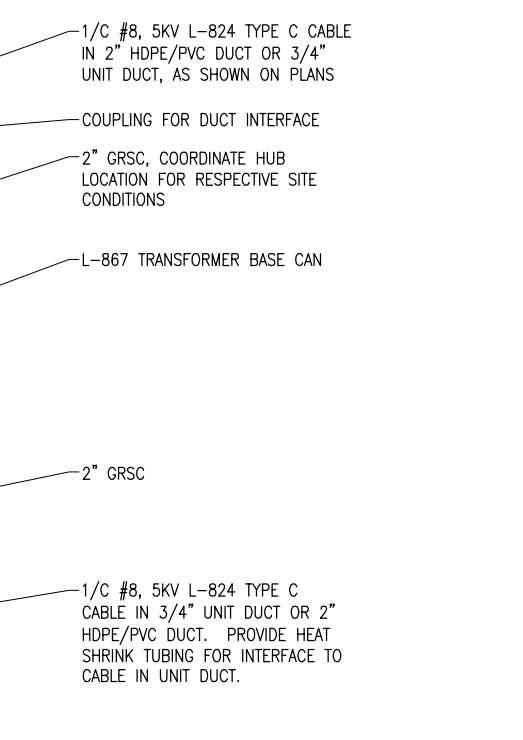 1/C #8, 5KV L-824 TYPE C CABLE
IN 2" HDPE/PVC DUCT OR 3/4"
UNIT DUCT, AS SHOWN ON PLANS
COUPLING FOR DUCT INTERFACE
2" GRSC, COORDINATE HUB
LOCATION FOR RESPECTIVE SITE
CONDITIONS
L-867 TRANSFORMER BASE CAN
2" GRSC
1/C #8, 5KV L-824 TYPE C
CABLE IN 3/4" UNIT DUCT OR 2"
HDPE/PVC DUCT. PROVIDE HEAT
SHRINK TUBING FOR INTERFACE TO
CABLE IN UNIT DUCT.